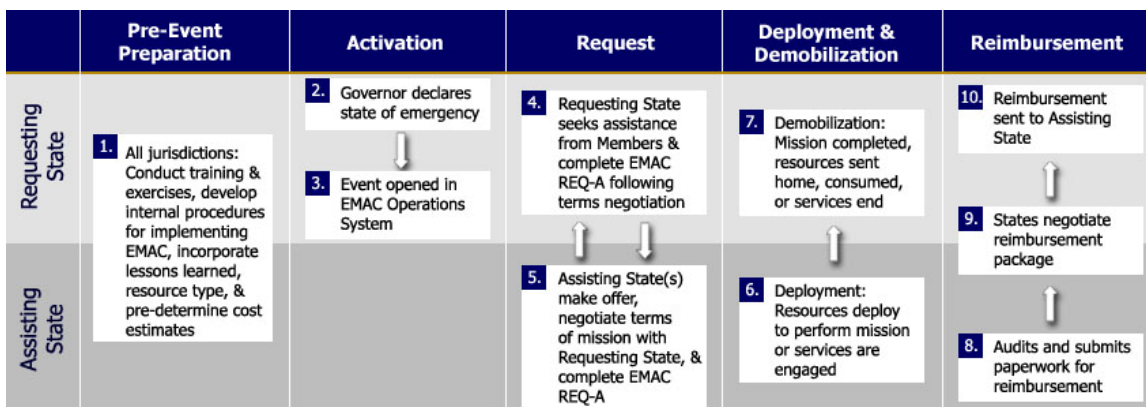 Pre-Event
Preparation
Activation
Request
Deployment &
Demobilization
Reimbursement
Requesting
State
Assisting
State
1.
All jurisdictions:
Conduct training &
exercises, develop
internal procedures
for implementing
EMAC, incorporate
lessons learned,
resource type, &
pre-determine cost
estimates
2.
Governor declares
state of emergency
3.
Event opened in
EMAC Operations
System
4.
Requesting State
seeks assistance
from Members &
complete EMAC
REQ-A following
terms negotiation
5.
Assisting State(s)
make offer,
negotiate terms
of mission with
Requesting State, &
complete EMAC
REQ-A
7.
Demobilization:
Mission completed,
resources sent
home, consumed,
or services end
6.
Deployment:
Resources deploy
to perform mission
or services are
engaged
10.
Reimbursement
sent to Assisting
State
9.
States negotiate
reimbursement
package
8.
Audits and submits
paperwork for
reimbursement